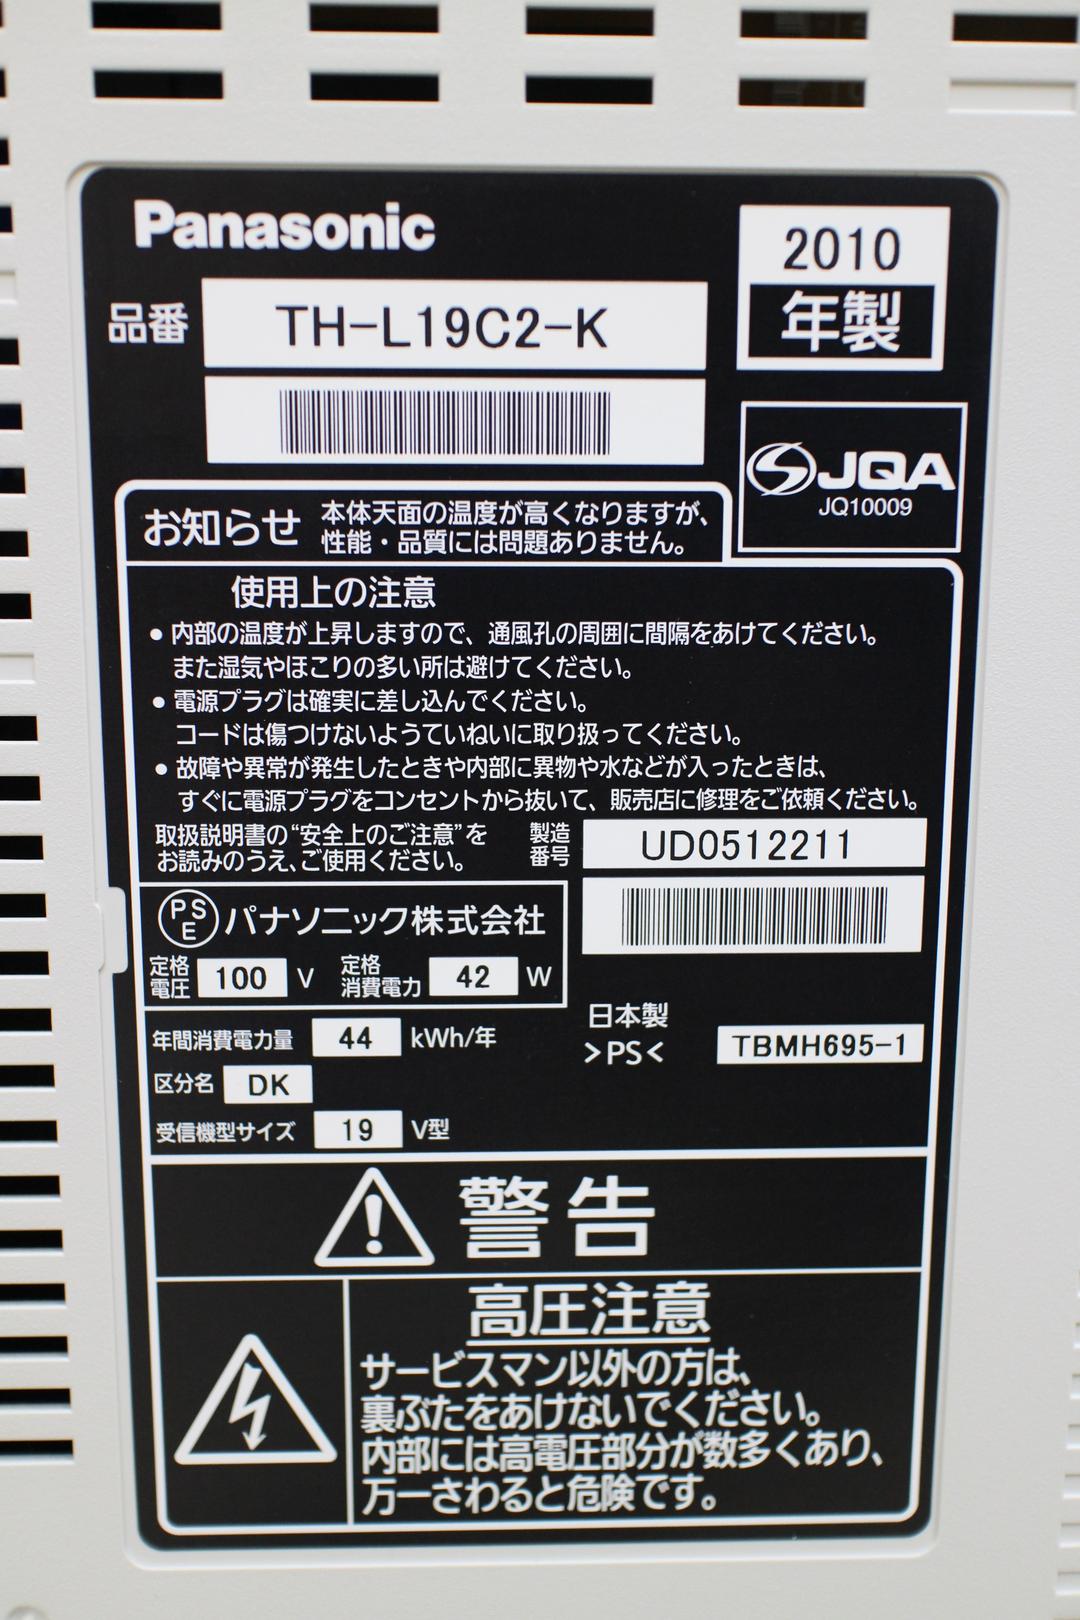 Panasonic
2010
年製
品番 TH-L19C2-K
JQA
JQ10009
お知らせ 本体天面の温度が高くなりますが、
性能・品質には問題ありません。
使用上の注意
● 内部の温度が上昇しますので、通風孔の周囲に間隔をあけてください。
また湿気やほこりの多い所は避けてください。
● 電源プラグは確実に差し込んでください。
コードは傷つけないようていねいに取り扱ってください。
● 故障や異常が発生したときや内部に異物や水などが入ったときは、
すぐに電源プラグをコンセントから抜いて、販売店に修理をご依頼ください。
取扱説明書の“安全上のご注意”を
お読みのうえ、ご使用ください。
製造
番号 UD0512211
PSE パナソニック株式会社
定格
電圧 100 V 定格
消費電力 42 W
日本製
>PS<
TBMH695-1
年間消費電力量 44 kWh/年
区分名 DK
受信機型サイズ 19 V型
警告
高圧注意
サービスマン以外の方は、
裏ぶたをあけないでください。
内部には高電圧部分が数多くあり、
万一さわると危険です。